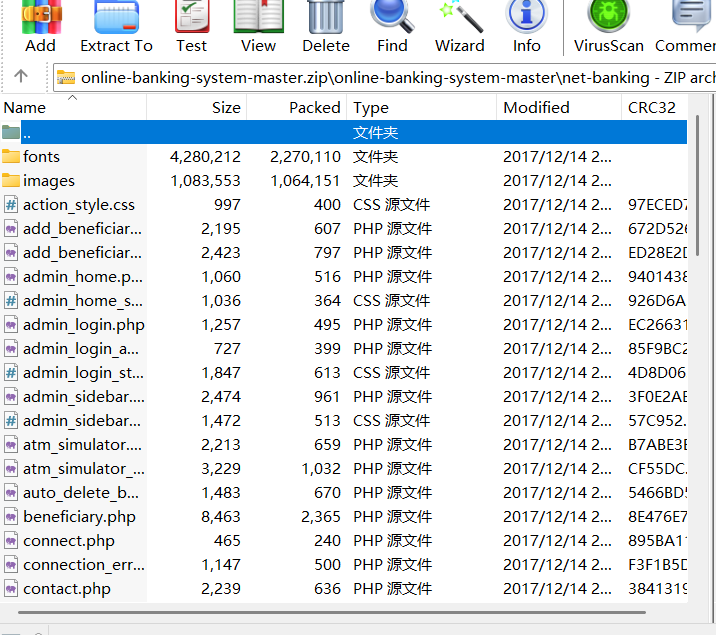 Add Extract To Test View Delete Find Wizard Info VirusScan Commen
online-banking-system-master.zip\online-banking-system-master\net-banking - ZIP arch
Name Size Packed Type Modified CRC32
.. 文件夹
fonts 4,280,212 2,270,110 文件夹 2017/12/14 2...
images 1,083,553 1,064,151 文件夹 2017/12/14 2...
action_style.css 997 400 CSS 源文件 2017/12/14 2... 97ECED7
add_beneficiar... 2,195 607 PHP 源文件 2017/12/14 2... 672D526
add_beneficiar... 2,423 797 PHP 源文件 2017/12/14 2... ED28E2D
admin_home.p... 1,060 516 PHP 源文件 2017/12/14 2... 9401438
admin_home_s... 1,036 364 CSS 源文件 2017/12/14 2... 926D6A
admin_login.php 1,257 495 PHP 源文件 2017/12/14 2... EC26631
admin_login_a... 727 399 PHP 源文件 2017/12/14 2... 85F9BC2
admin_login_st... 1,847 613 CSS 源文件 2017/12/14 2... 4D8D06
admin_sidebar.... 2,474 961 PHP 源文件 2017/12/14 2... 3F0E2AE
admin_sidebar... 1,472 513 CSS 源文件 2017/12/14 2... 57C952.
atm_simulator.... 2,213 659 PHP 源文件 2017/12/14 2... B7ABE3E
atm_simulator_... 3,229 1,032 PHP 源文件 2017/12/14 2... CF55DC.
auto_delete_b... 1,483 670 PHP 源文件 2017/12/14 2... 5466BD5
beneficiary.php 8,463 2,365 PHP 源文件 2017/12/14 2... 8E476E7
connect.php 465 240 PHP 源文件 2017/12/14 2... 895BA11
connection_err... 1,147 500 PHP 源文件 2017/12/14 2... F3F1B5D
contact.php 2,239 636 PHP 源文件 2017/12/14 2... 3841319